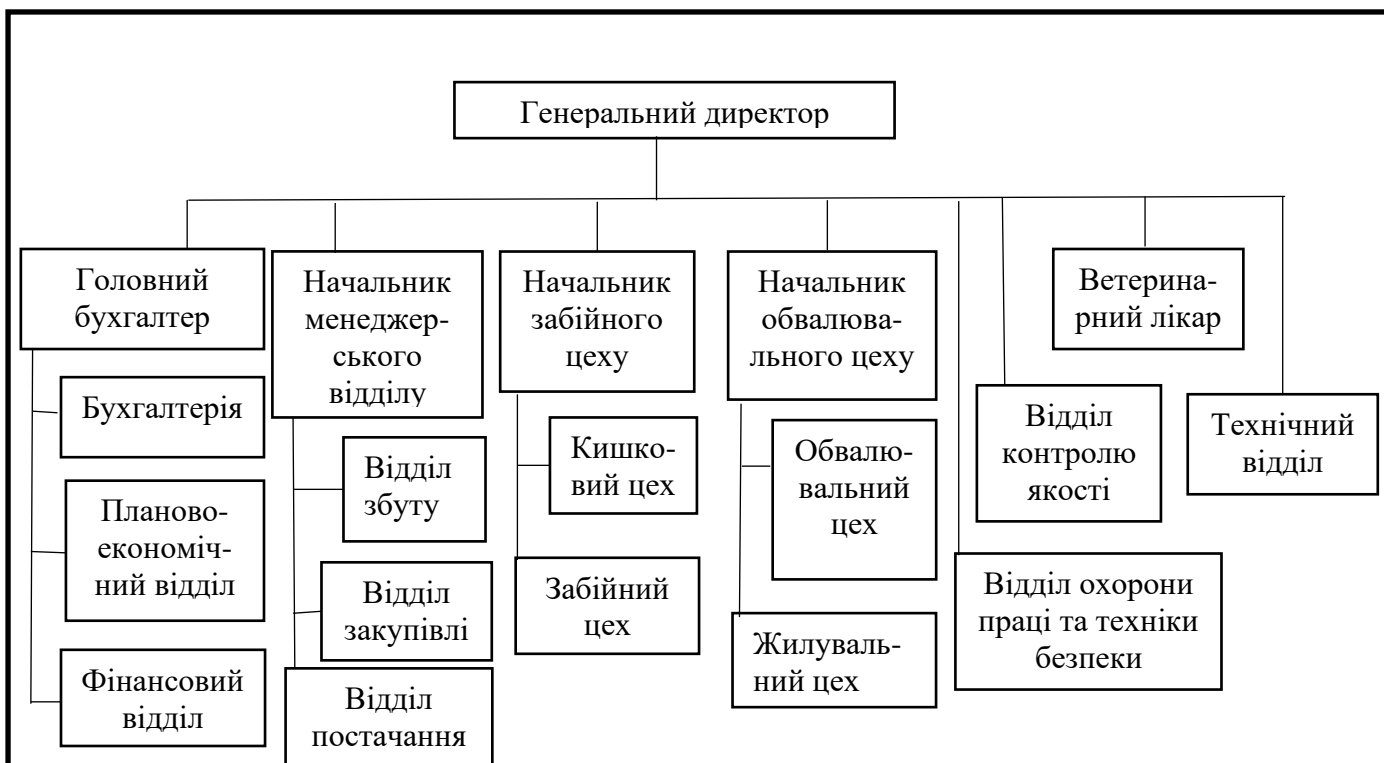 Генеральний директор
Головний
бухгалтер
Начальник
менеджер-
ського
відділу
Начальник
забійного
цеху
Начальник
обвалюва-
льного цеху
Ветерина-
рний лікар
Бухгалтерія
Планово-
економіч-
ний відділ
Фінансовий
відділ
Відділ
збуту
Відділ
закупівлі
Відділ
постачання
Кишко-
вий цех
Забійний
цех
Обвалю-
вальний
цех
Жилуваль-
ний цех
Відділ
контролю
якості
Технічний
відділ
Відділ охорони
праці та техніки
безпеки